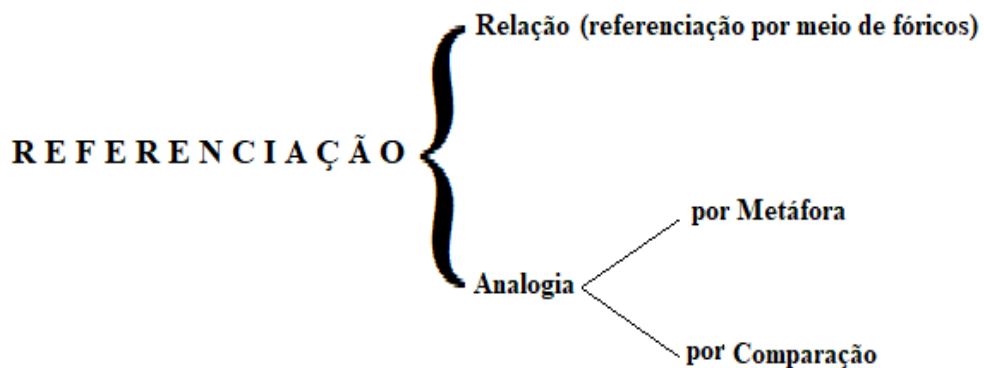 Relação (referenciação por meio de fóricos)
R E F E R E N C I A Ç Ã O
por Metáfora
Analogia
por Comparação